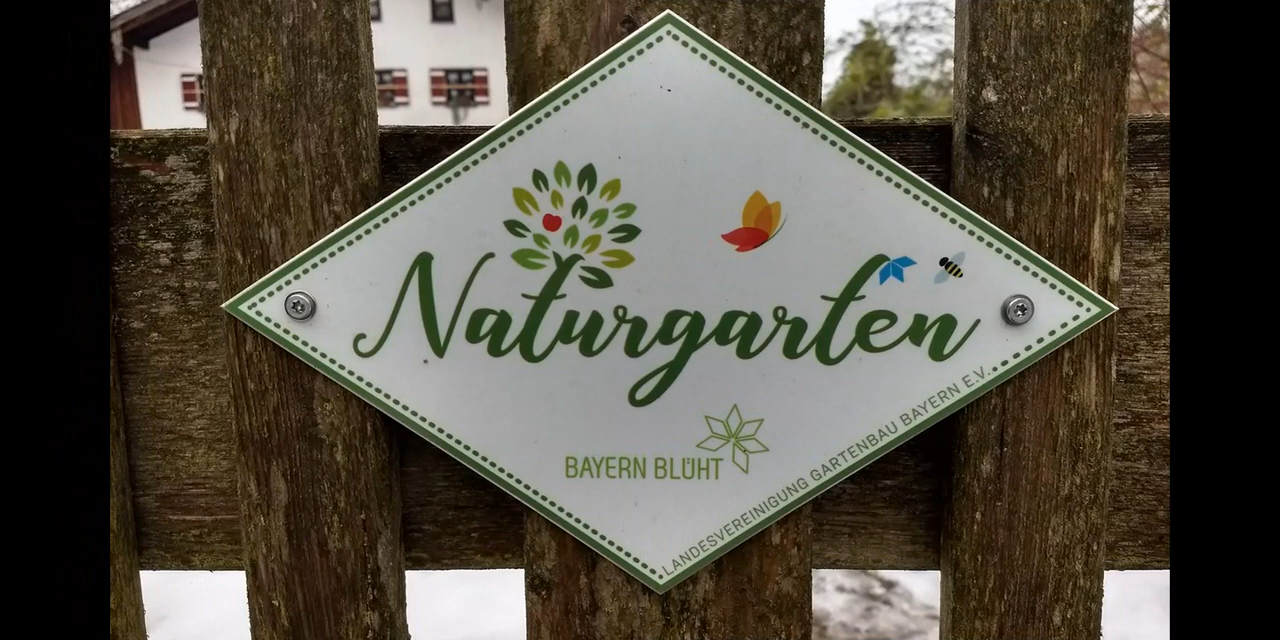 Naturgarten
BAYERN BLÜHT
LANDESVEREINIGUNG GARTENBAU BAYERN E.V.